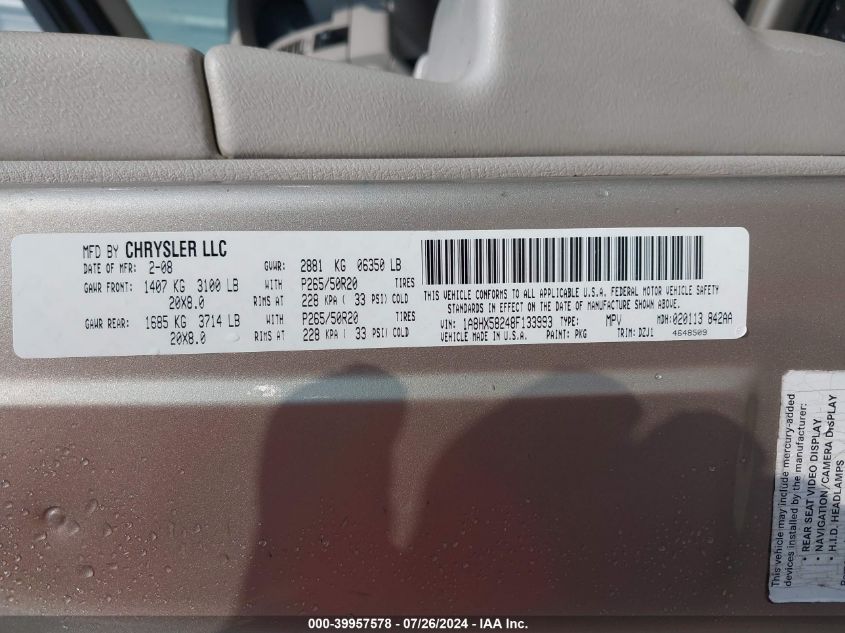 MFD BY CHRYSLER LLC
DATE OF MFR: 2-08 GVWR: 2881 KG 06350 LB
GAWR FRONT: 1407 KG 3100 LB WITH P265/50R20 TIRES
20X8.0 RIMS AT 228 KPA ( 33 PSI) COLD
GAWR REAR: 1685 KG 3714 LB WITH P265/50R20 TIRES
20X8.0 RIMS AT 228 KPA ( 33 PSI) COLD
THIS VEHICLE CONFORMS TO ALL APPLICABLE U.S.A. FEDERAL MOTOR VEHICLE SAFETY
STANDARDS IN EFFECT ON THE DATE OF MANUFACTURE SHOWN ABOVE.
VIN: 1A8HX58248F133993 TYPE: MPV MDH:020113 842AA
VEHICLE MADE IN U.S.A. PAINT: PKG TRIM: DZJ1 4648509
This vehicle may include mercury-added
devices installed by the manufacturer:
• REAR SEAT VIDEO DISPLAY
• NAVIGATION/CAMERA DISPLAY
• H.I.D. HEADLAMPS
000-39957578 - 07/26/2024 - IAA Inc.